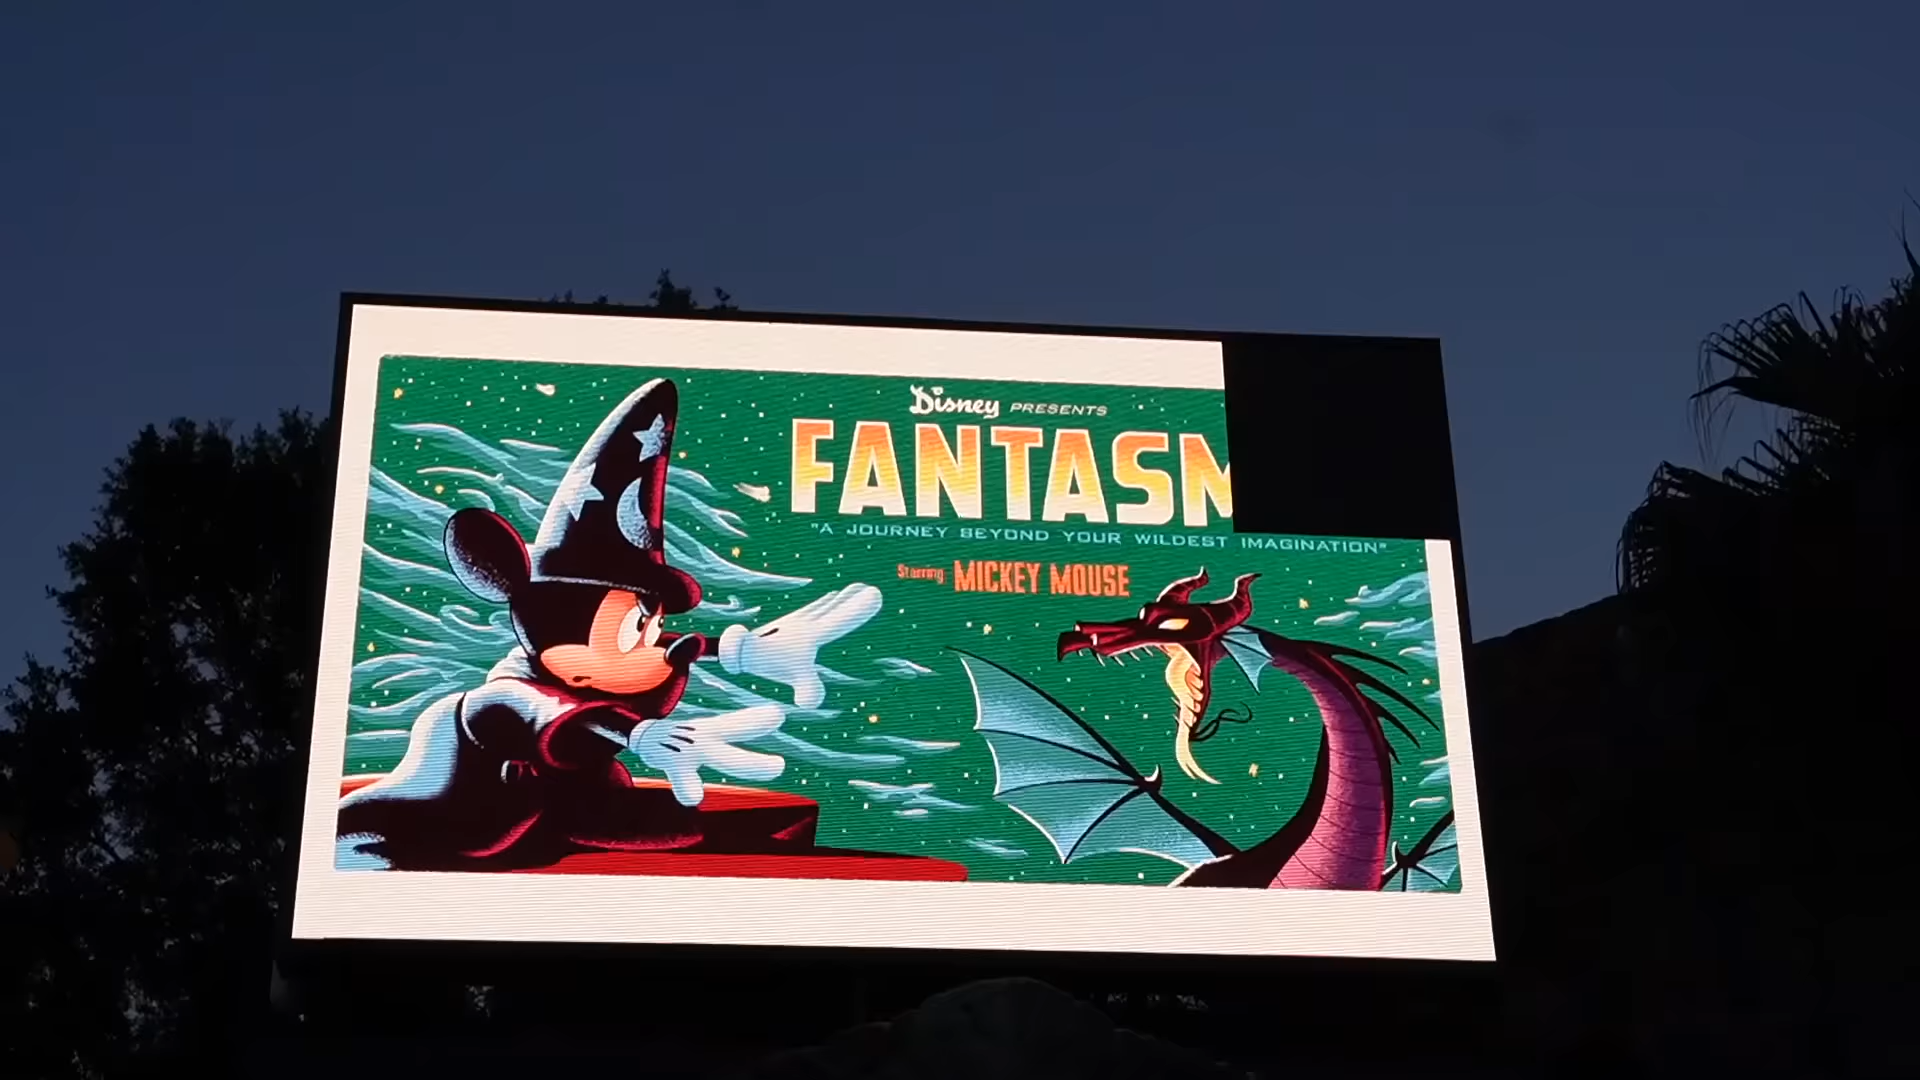 Disney PRESENTS
FANTASM
"A JOURNEY BEYOND YOUR WILDEST IMAGINATION"
Starring MICKEY MOUSE